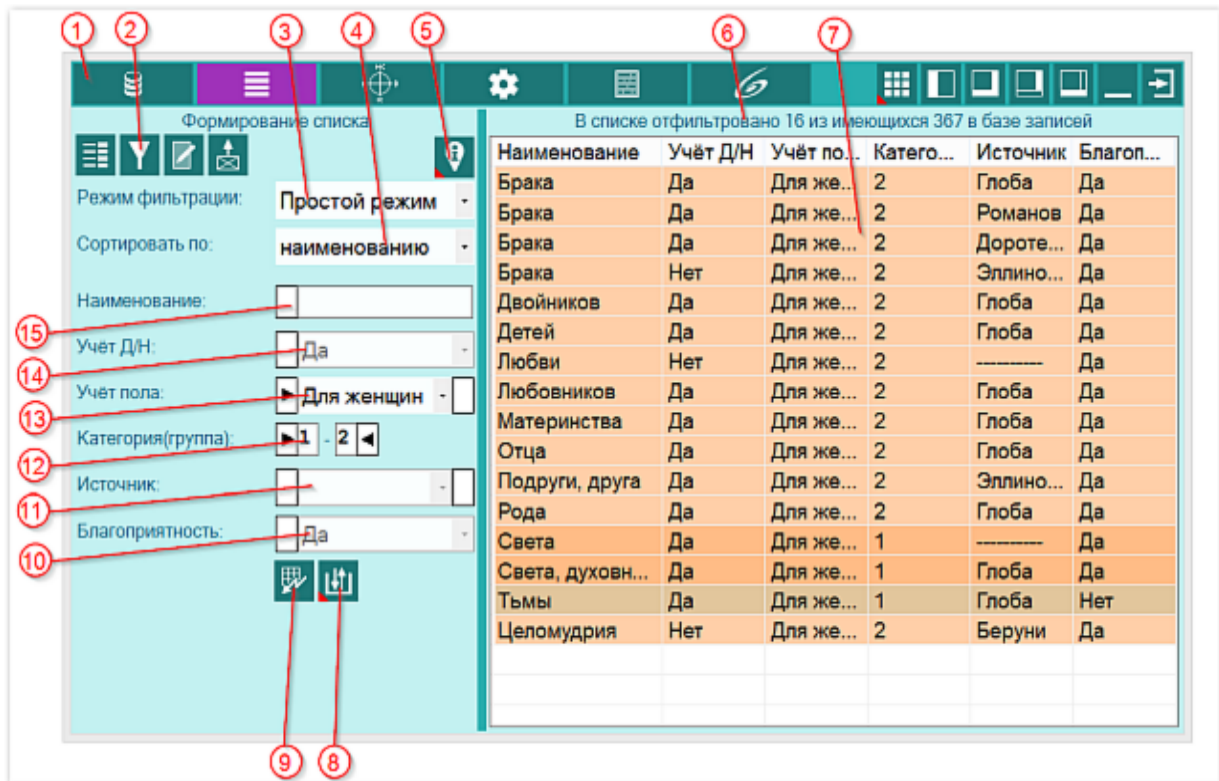 1 2 3 4 5 6 7
Формирование списка
В списке отфильтровано 16 из имеющихся 367 в базе записей
Режим фильтрации: Простой режим
Сортировать по: наименованию
Наименование:
15
Учёт Д/Н: Да
14
Учёт пола: Для женщин
13
Категория(группа): 1 - 2
12
Источник:
11
Благоприятность: Да
10
Наименование Учёт Д/Н Учёт по... Катего... Источник Благоп...
Брака Да Для же... 2 Глоба Да
Брака Да Для же... 2 Романов Да
Брака Да Для же... 2 Дороте... Да
Брака Нет Для же... 2 Эллино... Да
Двойников Да Для же... 2 Глоба Да
Детей Да Для же... 2 Глоба Да
Любви Нет Для же... 2 ---------- Да
Любовников Да Для же... 2 Глоба Да
Материнства Да Для же... 2 Глоба Да
Отца Да Для же... 2 Глоба Да
Подруги, друга Да Для же... 2 Эллино... Да
Рода Да Для же... 2 Глоба Да
Света Да Для же... 1 ---------- Да
Света, духовн... Да Для же... 1 Глоба Да
Тьмы Да Для же... 1 Глоба Нет
Целомудрия Нет Для же... 2 Беруни Да
9 8